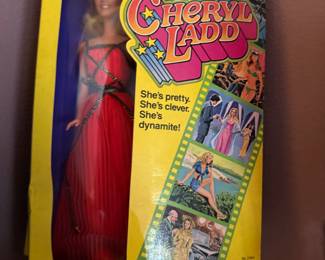 CHERYL
LADD
She's pretty.
She's clever.
She's
dynamite!